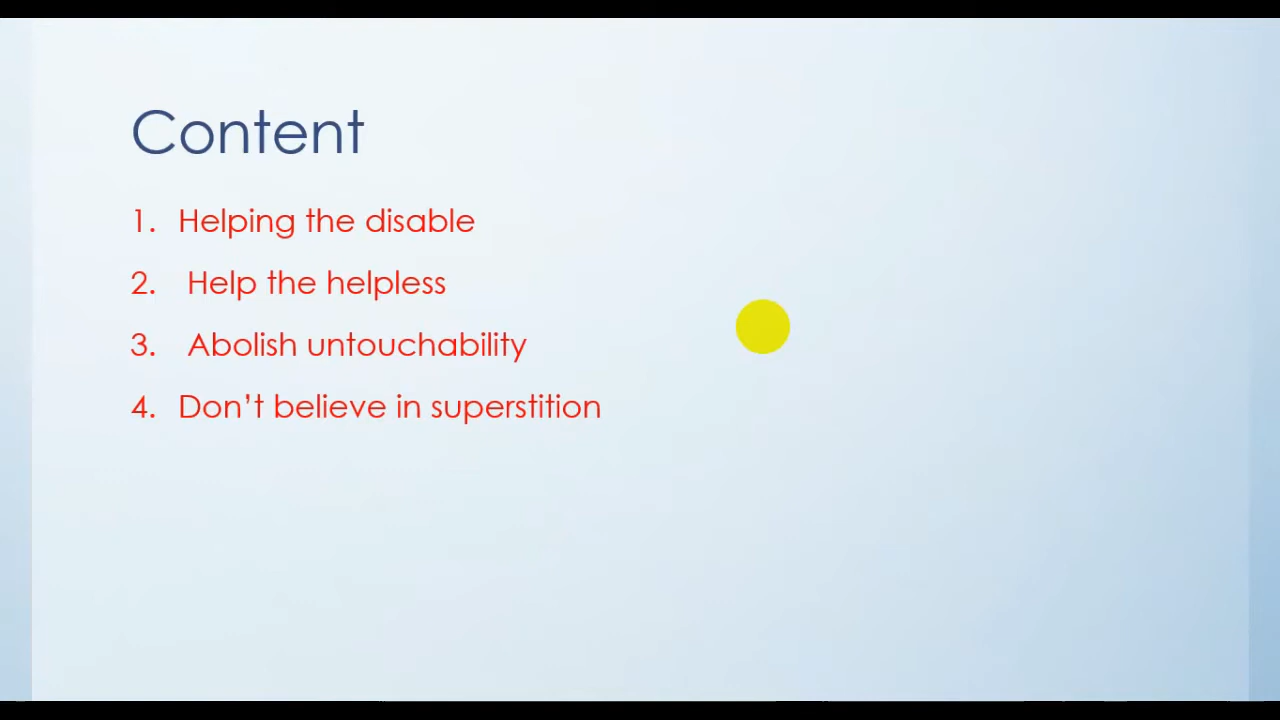 Content
1. Helping the disable
2. Help the helpless
3. Abolish untouchability
4. Don’t believe in superstition